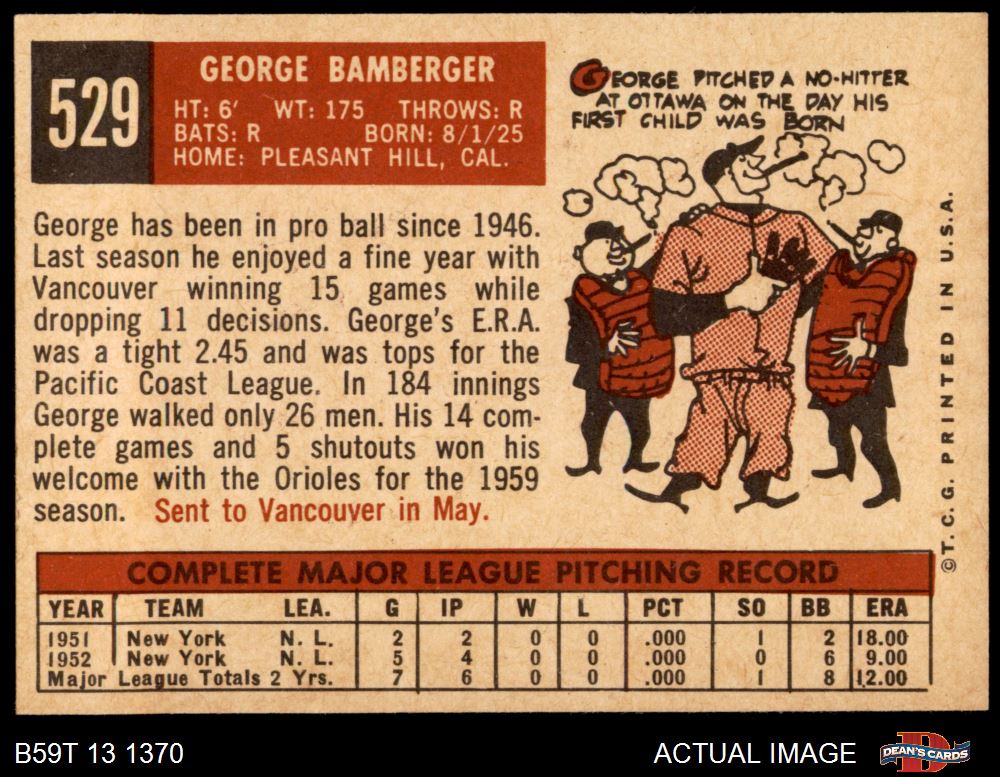 529
GEORGE BAMBERGER
HT: 6' WT: 175 THROWS: R
BATS: R BORN: 8/1/25
HOME: PLEASANT HILL, CAL.
GEORGE PITCHED A NO-HITTER
AT OTTAWA ON THE DAY HIS
FIRST CHILD WAS BORN
George has been in pro ball since 1946.
Last season he enjoyed a fine year with
Vancouver winning 15 games while
dropping 11 decisions. George's E.R.A.
was a tight 2.45 and was tops for the
Pacific Coast League. In 184 innings
George walked only 26 men. His 14 com-
plete games and 5 shutouts won his
welcome with the Orioles for the 1959
season. Sent to Vancouver in May.
©T. C. G. PRINTED IN U.S.A.
COMPLETE MAJOR LEAGUE PITCHING RECORD
YEAR TEAM LEA. G IP W L PCT SO BB ERA
1951 New York N. L. 2 2 0 0 .000 1 2 18.00
1952 New York N. L. 5 4 0 0 .000 0 6 9.00
Major League Totals 2 Yrs. 7 6 0 0 .000 1 8 12.00
B59T 13 1370
ACTUAL IMAGE
DEAN'S CARDS